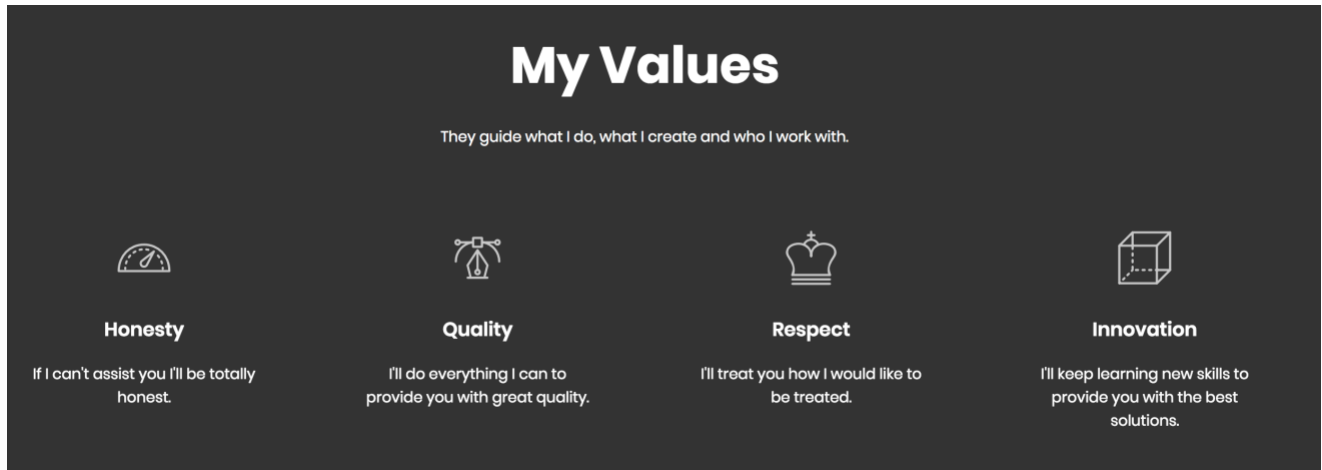 My Values
They guide what I do, what I create and who I work with.
Honesty
If I can't assist you I'll be totally
honest.
Quality
I'll do everything I can to
provide you with great quality.
Respect
I'll treat you how I would like to
be treated.
Innovation
I'll keep learning new skills to
provide you with the best
solutions.